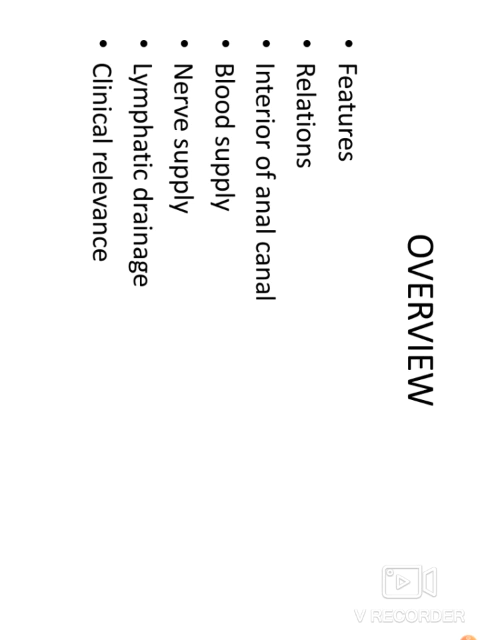 OVERVIEW
• Features
• Relations
• Interior of anal canal
• Blood supply
• Nerve supply
• Lymphatic drainage
• Clinical relevance
V RECORDER